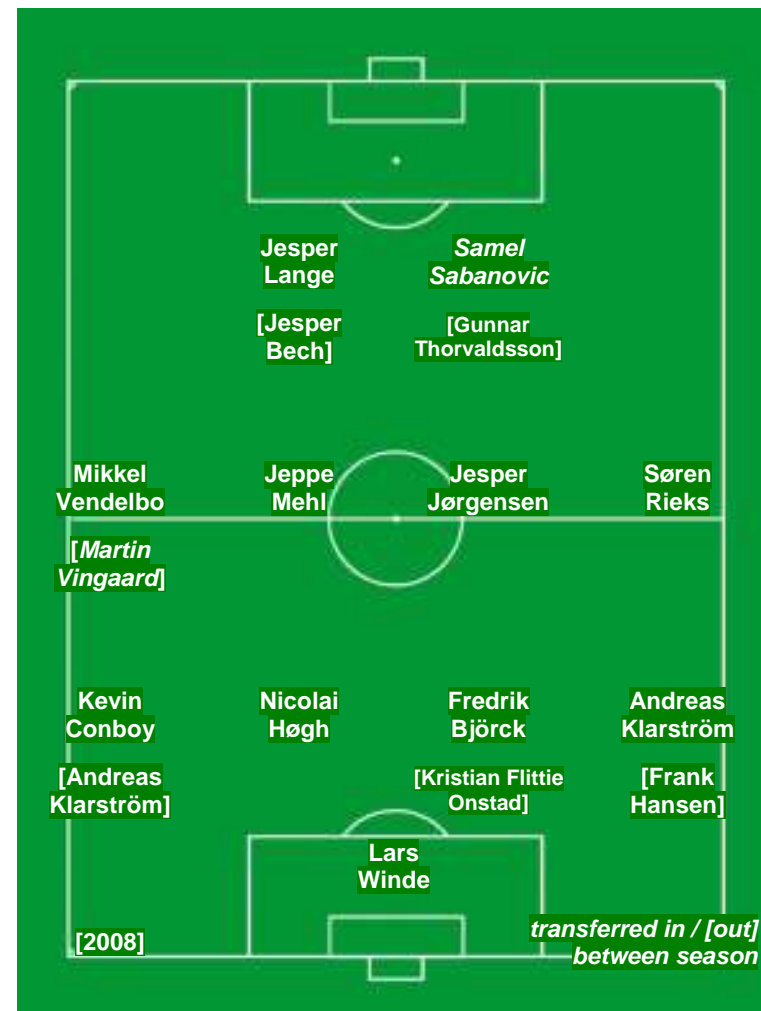 Jesper
Lange
Samel
Sabanovic
[Jesper
Bech]
[Gunnar
Thorvaldsson]
Mikkel
Vendelbo
Jeppe
Mehl
Jesper
Jørgensen
Søren
Rieks
[Martin
Vingaard]
Kevin
Conboy
Nicolai
Høgh
Fredrik
Björck
Andreas
Klarström
[Andreas
Klarström]
[Kristian Flittie
Onstad]
[Frank
Hansen]
Lars
Winde
[2008]
transferred in / [out]
between season